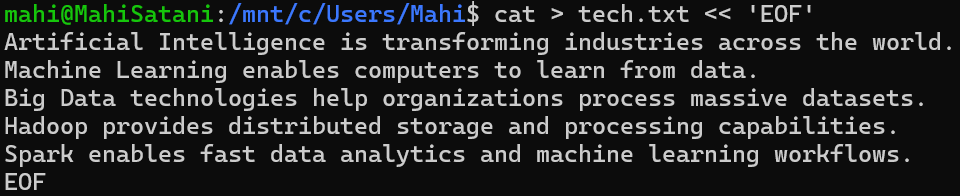 mahi@MahiSatani:/mnt/c/Users/Mahi$ cat > tech.txt << 'EOF'
Artificial Intelligence is transforming industries across the world.
Machine Learning enables computers to learn from data.
Big Data technologies help organizations process massive datasets.
Hadoop provides distributed storage and processing capabilities.
Spark enables fast data analytics and machine learning workflows.
EOF